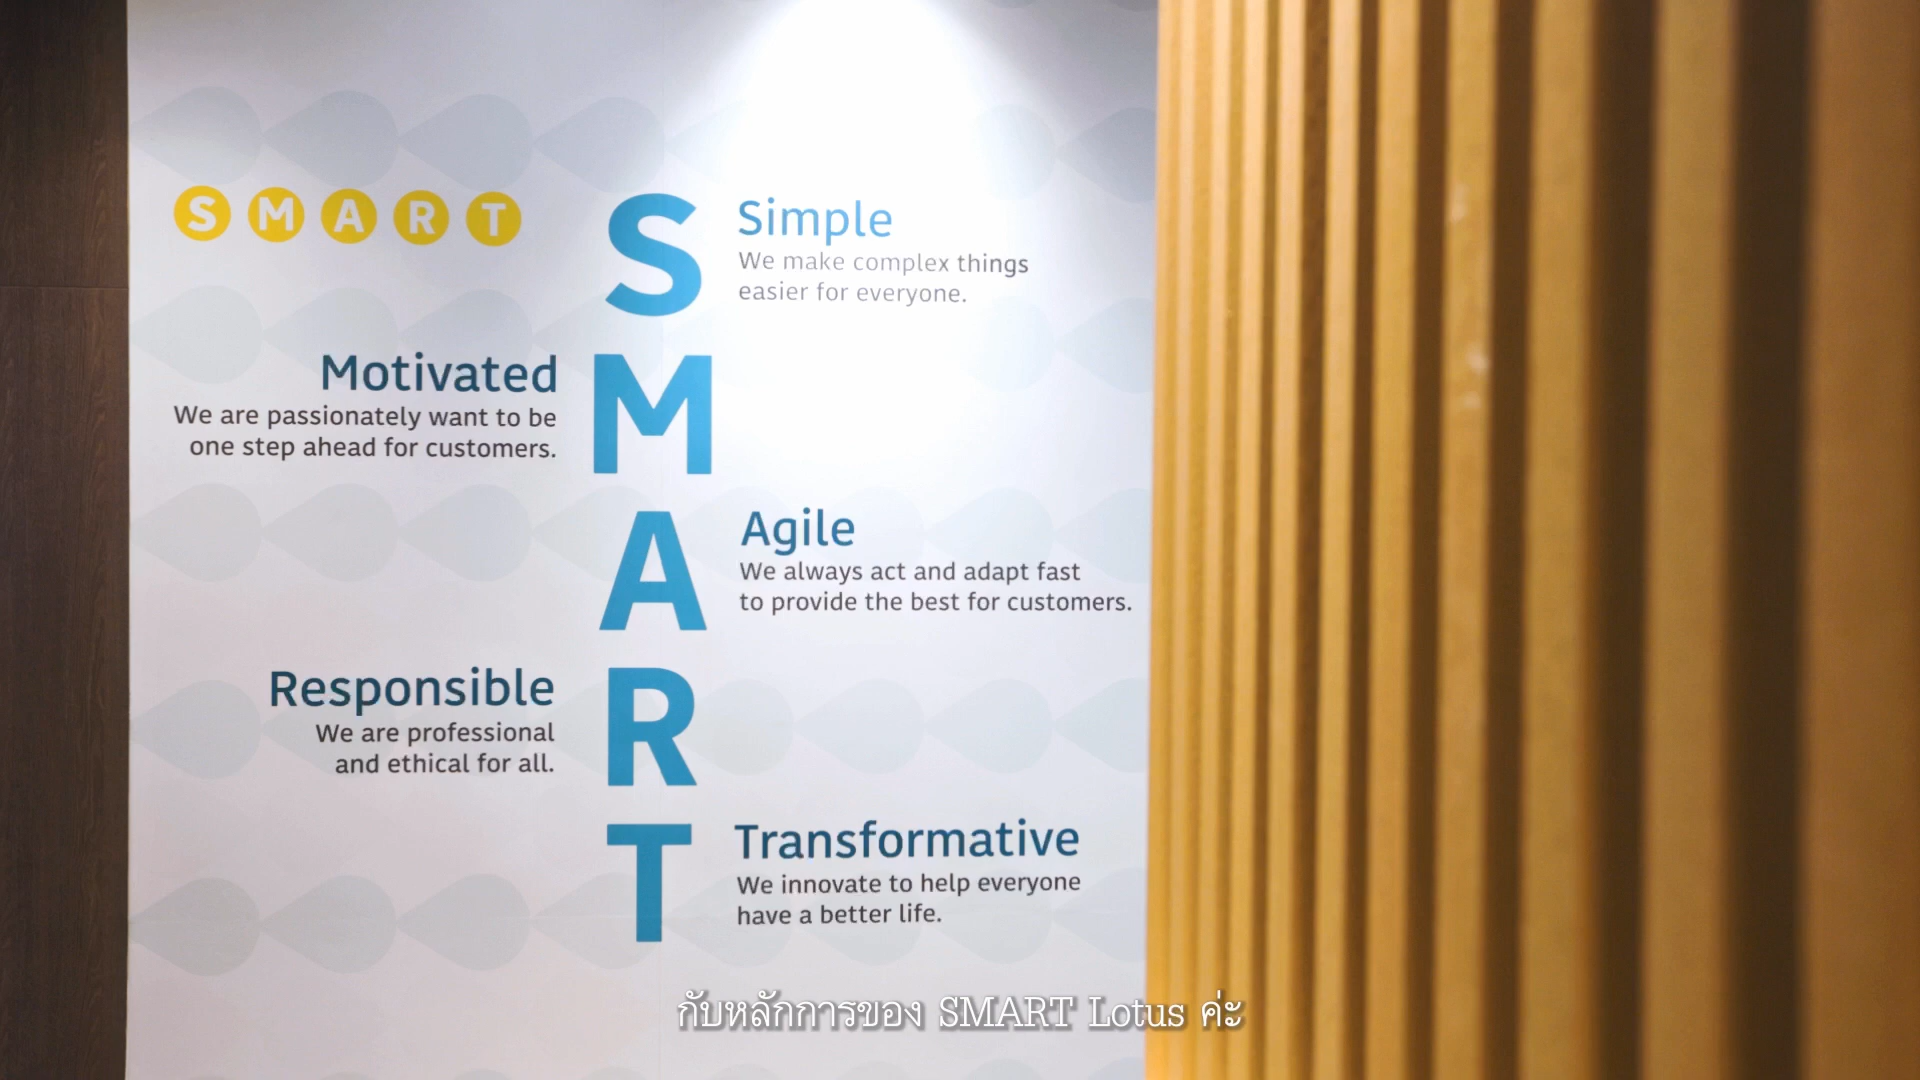 SMART
S
Simple
We make complex things
easier for everyone.
M
Motivated
We are passionately want to be
one step ahead for customers.
A
Agile
We always act and adapt fast
to provide the best for customers.
R
Responsible
We are professional
and ethical for all.
T
Transformative
We innovate to help everyone
have a better life.
กับหลักการของ SMART Lotus ค่ะ